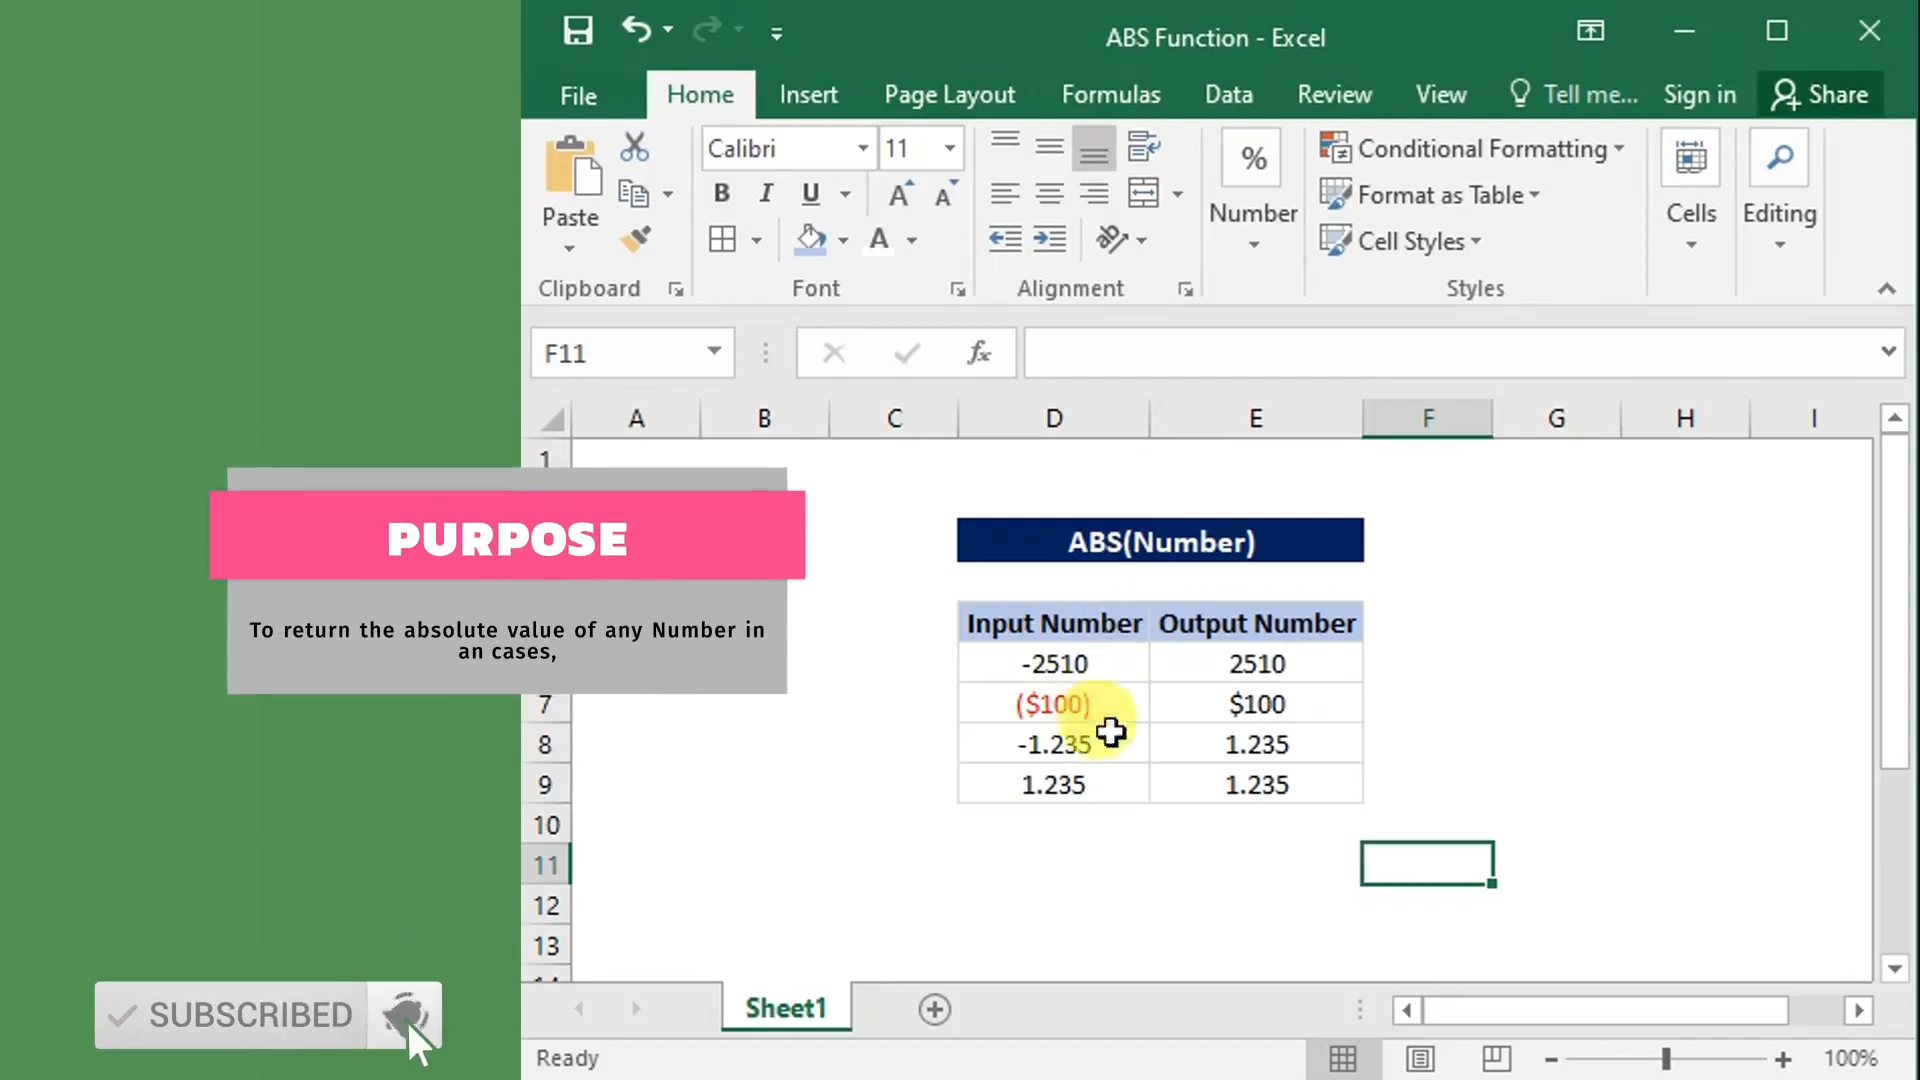 ABS Function - Excel
File Home Insert Page Layout Formulas Data Review View Tell me... Sign in Share
Calibri 11
% Conditional Formatting
B I U A A Format as Table
Paste Number Cells Editing
A Cell Styles
Clipboard Font Alignment Styles
F11 fx
A B C D E F G H I
1
PURPOSE
To return the absolute value of any Number in
an cases,
ABS(Number)
Input Number Output Number
-2510 2510
7 ($100) $100
8 -1.235 1.235
9 1.235 1.235
10
11
12
13
SUBSCRIBED
Sheet1
Ready 100%